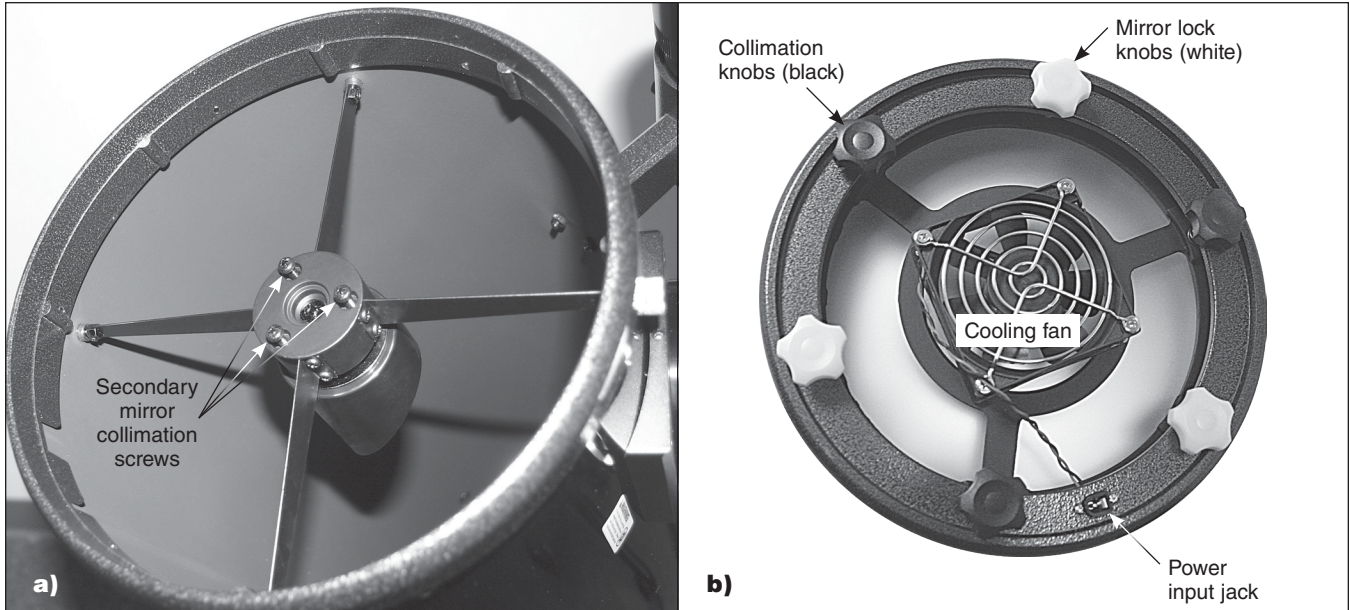 Secondary
mirror
collimation
screws
a)
Collimation
knobs (black)
Mirror lock
knobs (white)
Cooling fan
Power
input jack
b)